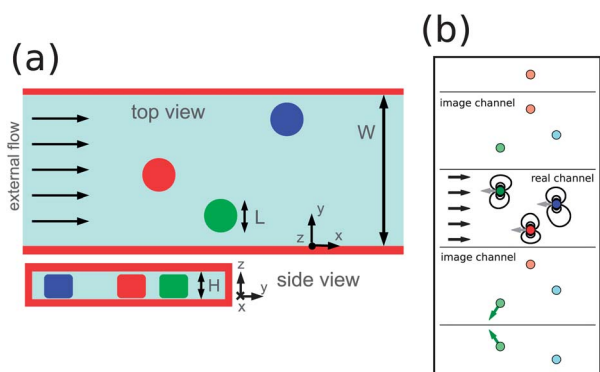 (a)
external flow
top view
W
L
y
z
x
side view
H
z
y
x
(b)
image channel
real channel
image channel